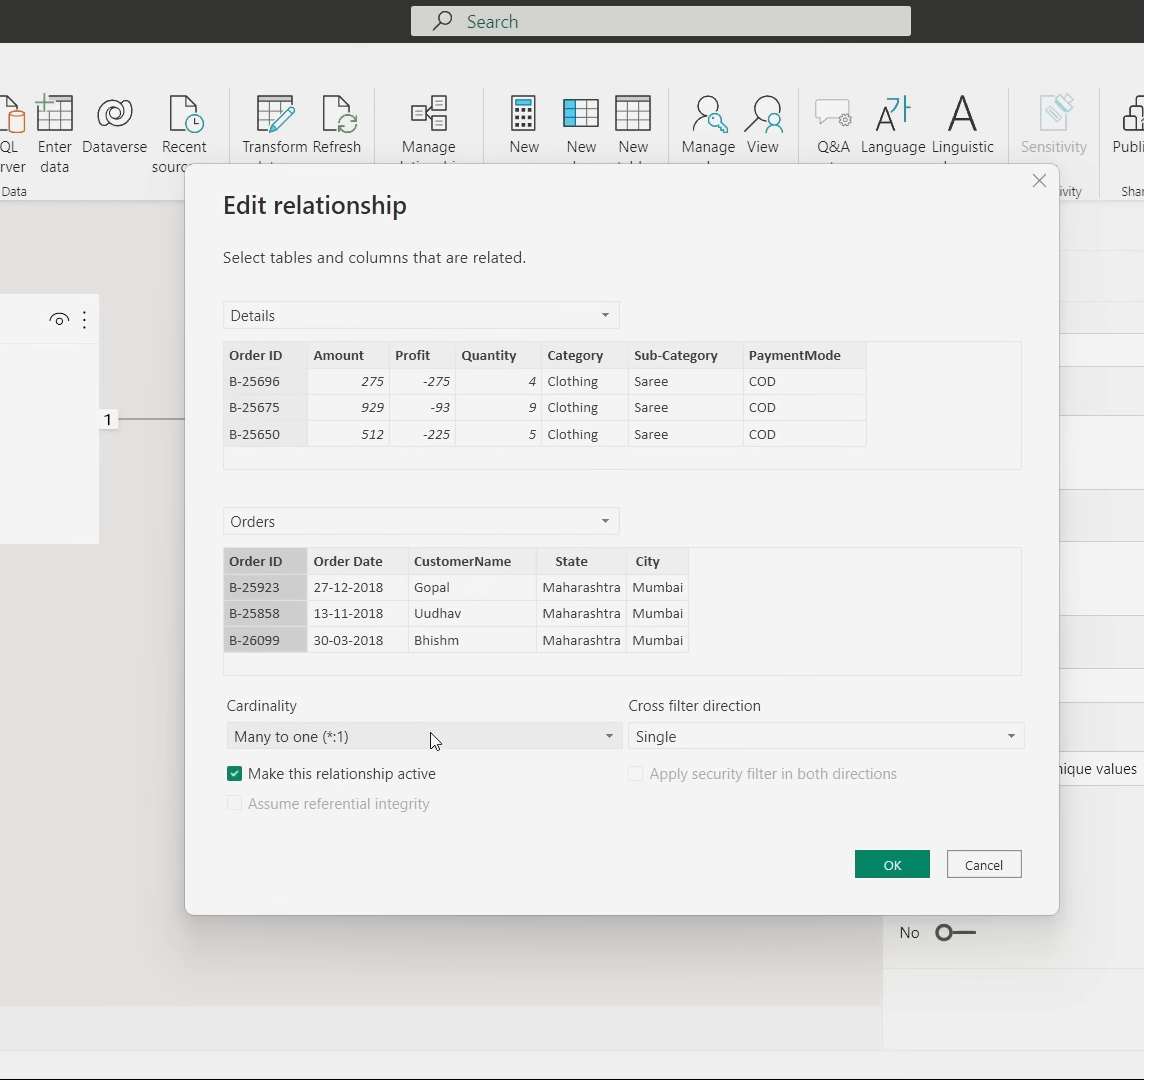 Search
QL
rver
Enter
data
Dataverse
Recent
sourc
Transform
Refresh
Manage
New
New
New
Manage
View
Q&A
Language
Linguistic
Sensitivity
Publi
Data
ivity
Shar
Edit relationship
Select tables and columns that are related.
Details
Order ID Amount Profit Quantity Category Sub-Category PaymentMode
B-25696 275 -275 4 Clothing Saree COD
B-25675 929 -93 9 Clothing Saree COD
B-25650 512 -225 5 Clothing Saree COD
1
Orders
Order ID Order Date CustomerName State City
B-25923 27-12-2018 Gopal Maharashtra Mumbai
B-25858 13-11-2018 Uudhav Maharashtra Mumbai
B-26099 30-03-2018 Bhishm Maharashtra Mumbai
Cardinality
Cross filter direction
Many to one (*:1)
Single
Make this relationship active
Apply security filter in both directions
Assume referential integrity
nique values
OK
Cancel
No